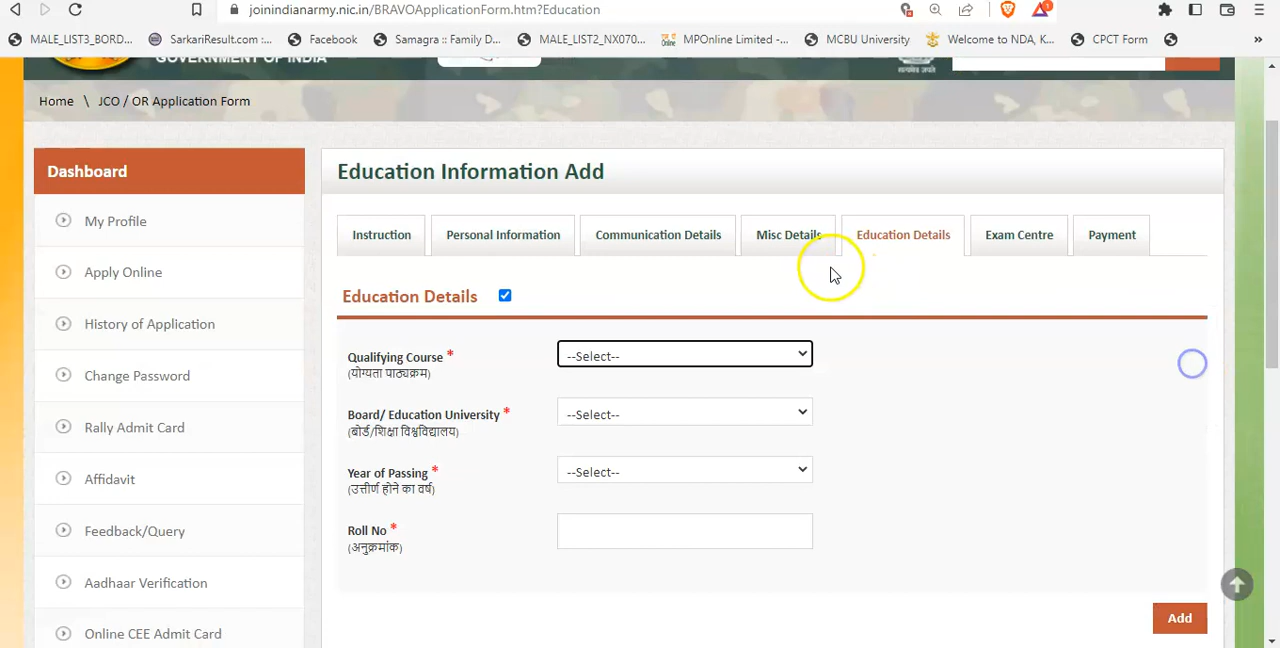 joinindianarmy.nic.in/BRAVOApplicationForm.htm?Education
1
MALE_LIST3_BORD... SarkariResult.com :... Facebook Samagra :: Family D... MALE_LIST2_NX070... MPOnline Limited -... MCBU University Welcome to NDA, K... CPCT Form »
GOVERNMENT OF INDIA
सत्यमेव जयते
Home \ JCO / OR Application Form
Dashboard
My Profile
Apply Online
History of Application
Change Password
Rally Admit Card
Affidavit
Feedback/Query
Aadhaar Verification
Online CEE Admit Card
Education Information Add
Instruction Personal Information Communication Details Misc Details Education Details Exam Centre Payment
Education Details
Qualifying Course * --Select--
(योग्यता पाठ्यक्रम)
Board/ Education University * --Select--
(बोर्ड/शिक्षा विश्वविद्यालय)
Year of Passing * --Select--
(उत्तीर्ण होने का वर्ष)
Roll No *
(अनुक्रमांक)
Add